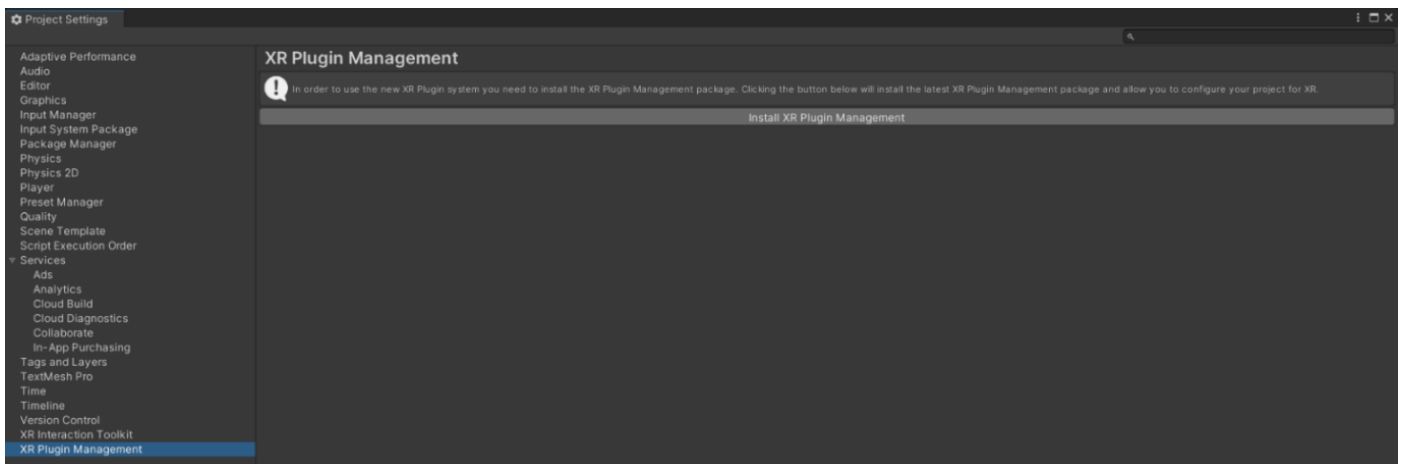 Project Settings
Adaptive Performance
Audio
Editor
Graphics
Input Manager
Input System Package
Package Manager
Physics
Physics 2D
Player
Preset Manager
Quality
Scene Template
Script Execution Order
Services
Ads
Analytics
Cloud Build
Cloud Diagnostics
Collaborate
In-App Purchasing
Tags and Layers
TextMesh Pro
Time
Timeline
Version Control
XR Interaction Toolkit
XR Plugin Management
XR Plugin Management
In order to use the new XR Plugin system you need to install the XR Plugin Management package. Clicking the button below will install the latest XR Plugin Management package and allow you to configure your project for XR.
Install XR Plugin Management